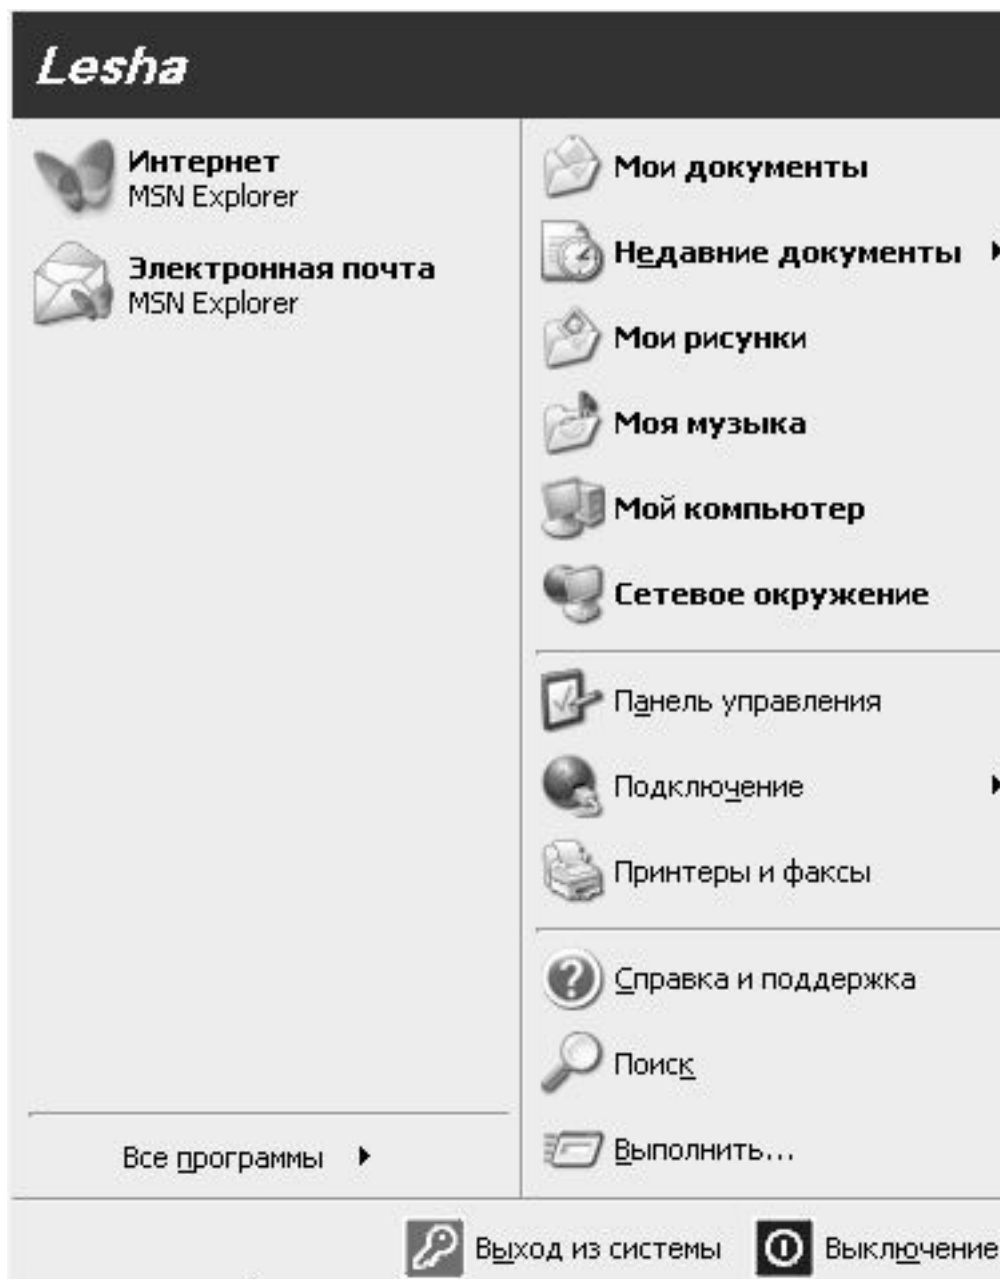 Lesha
Интернет
MSN Explorer
Электронная почта
MSN Explorer
Все программы
Мои документы
Недавние документы
Мои рисунки
Моя музыка
Мой компьютер
Сетевое окружение
Панель управления
Подключение
Принтеры и факсы
Справка и поддержка
Поиск
Выполнить...
Выход из системы
Выключение